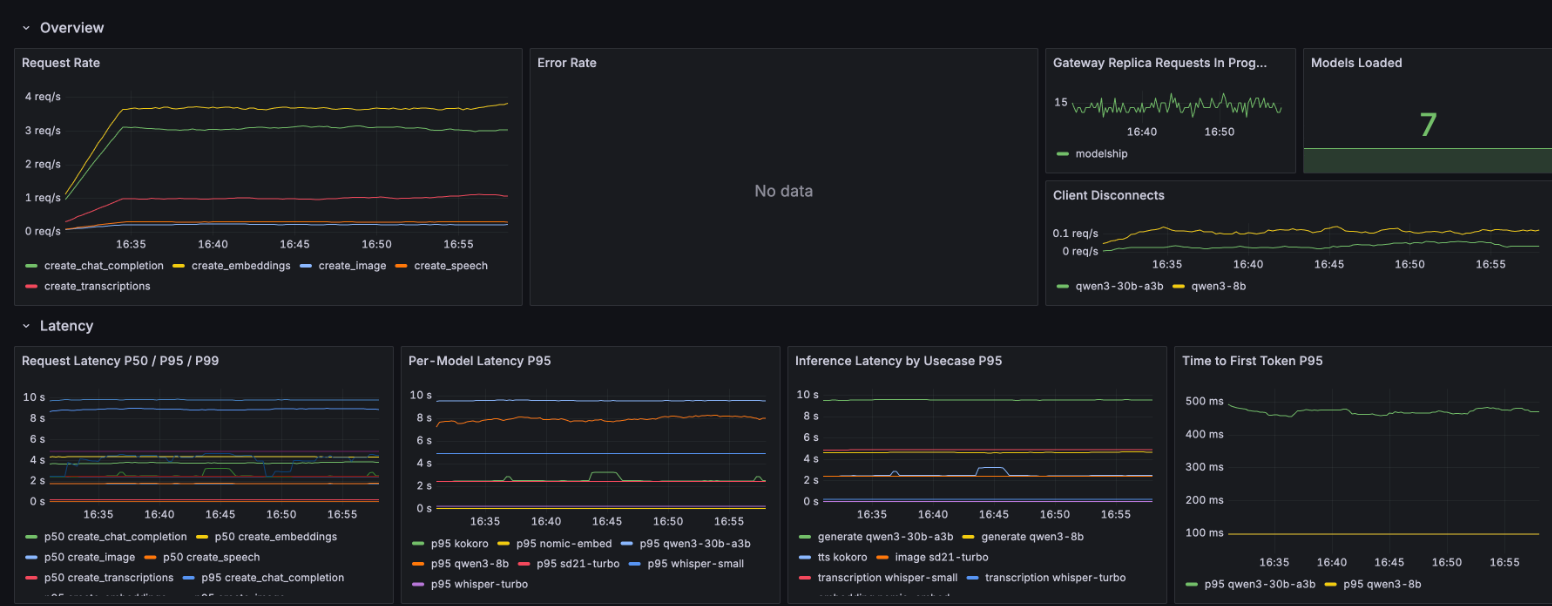 Overview
Request Rate
4 req/s
3 req/s
2 req/s
1 req/s
0 req/s
16:35 16:40 16:45 16:50 16:55
create_chat_completion create_embeddings create_image create_speech
create_transcriptions
Error Rate
No data
Gateway Replica Requests In Prog...
15
16:40 16:50
modelship
Models Loaded
7
Client Disconnects
0.1 req/s
0 req/s
16:35 16:40 16:45 16:50 16:55
qwen3-30b-a3b qwen3-8b
Latency
Request Latency P50 / P95 / P99
10 s
8 s
6 s
4 s
2 s
0 s
16:35 16:40 16:45 16:50 16:55
p50 create_chat_completion p50 create_embeddings
p50 create_image p50 create_speech
p50 create_transcriptions p95 create_chat_completion
Per-Model Latency P95
10 s
8 s
6 s
4 s
2 s
0 s
16:35 16:40 16:45 16:50 16:55
p95 kokoro p95 nomic-embed p95 qwen3-30b-a3b
p95 qwen3-8b p95 sd21-turbo p95 whisper-small
p95 whisper-turbo
Inference Latency by Usecase P95
10 s
8 s
6 s
4 s
2 s
0 s
16:35 16:40 16:45 16:50 16:55
generate qwen3-30b-a3b generate qwen3-8b
tts kokoro image sd21-turbo
transcription whisper-small transcription whisper-turbo
Time to First Token P95
500 ms
400 ms
300 ms
200 ms
100 ms
16:35 16:40 16:45 16:50 16:55
p95 qwen3-30b-a3b p95 qwen3-8b